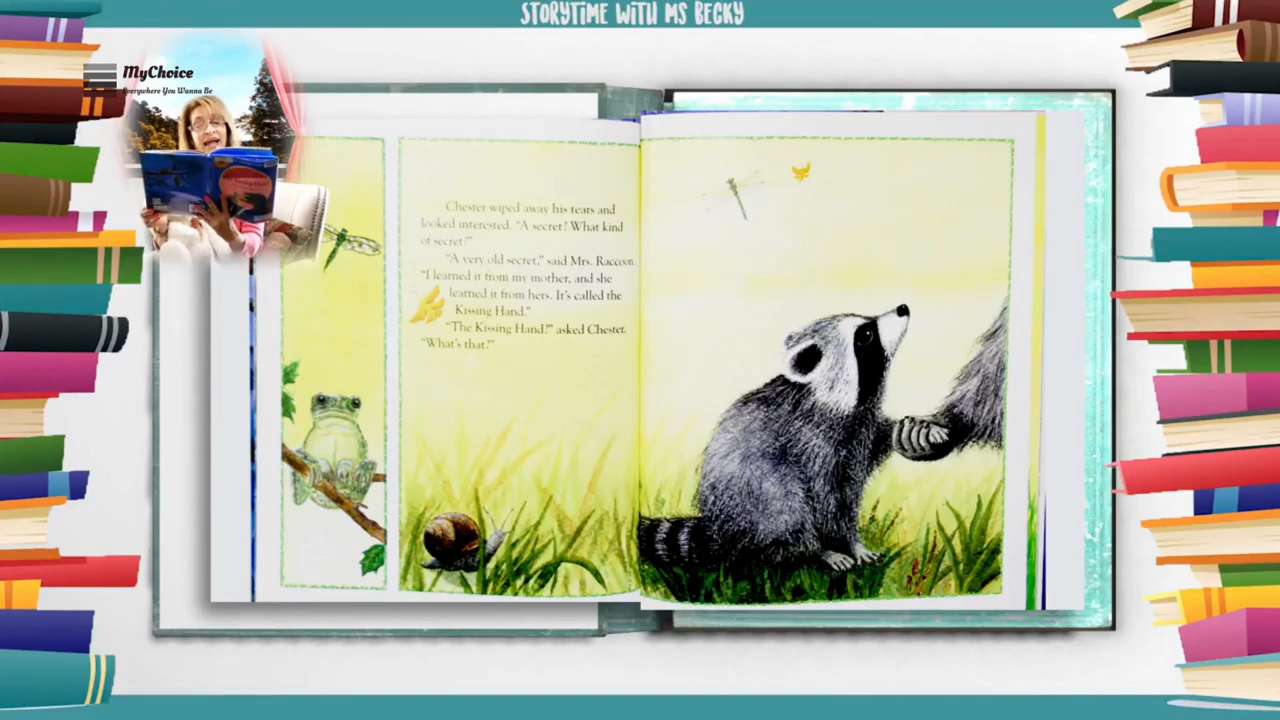 STORYTIME WITH MS BECKY
MyChoice
Everywhere You Wanna Be
Chester wiped away his tears and
looked interested. "A secret? What kind
of secret?"
"A very old secret," said Mrs. Raccoon.
"I learned it from my mother, and she
learned it from hers. It's called the
Kissing Hand."
"The Kissing Hand?" asked Chester.
"What's that?"